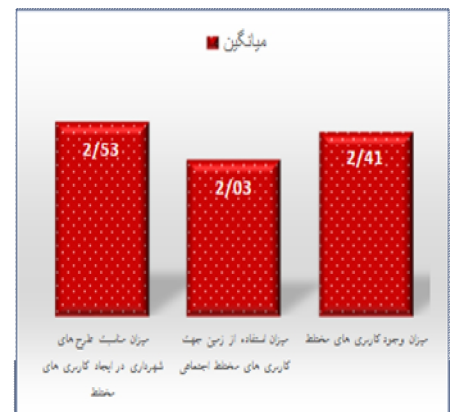 میانگین
2/53
2/03
2/41
میزان مناسبت طرح های
شهرداری در ایجاد کاربری های
مختلط
میزان استفاده از زمین جهت
کاربری های مختلط اجتماعی
میزان وجود کاربری های مختلط